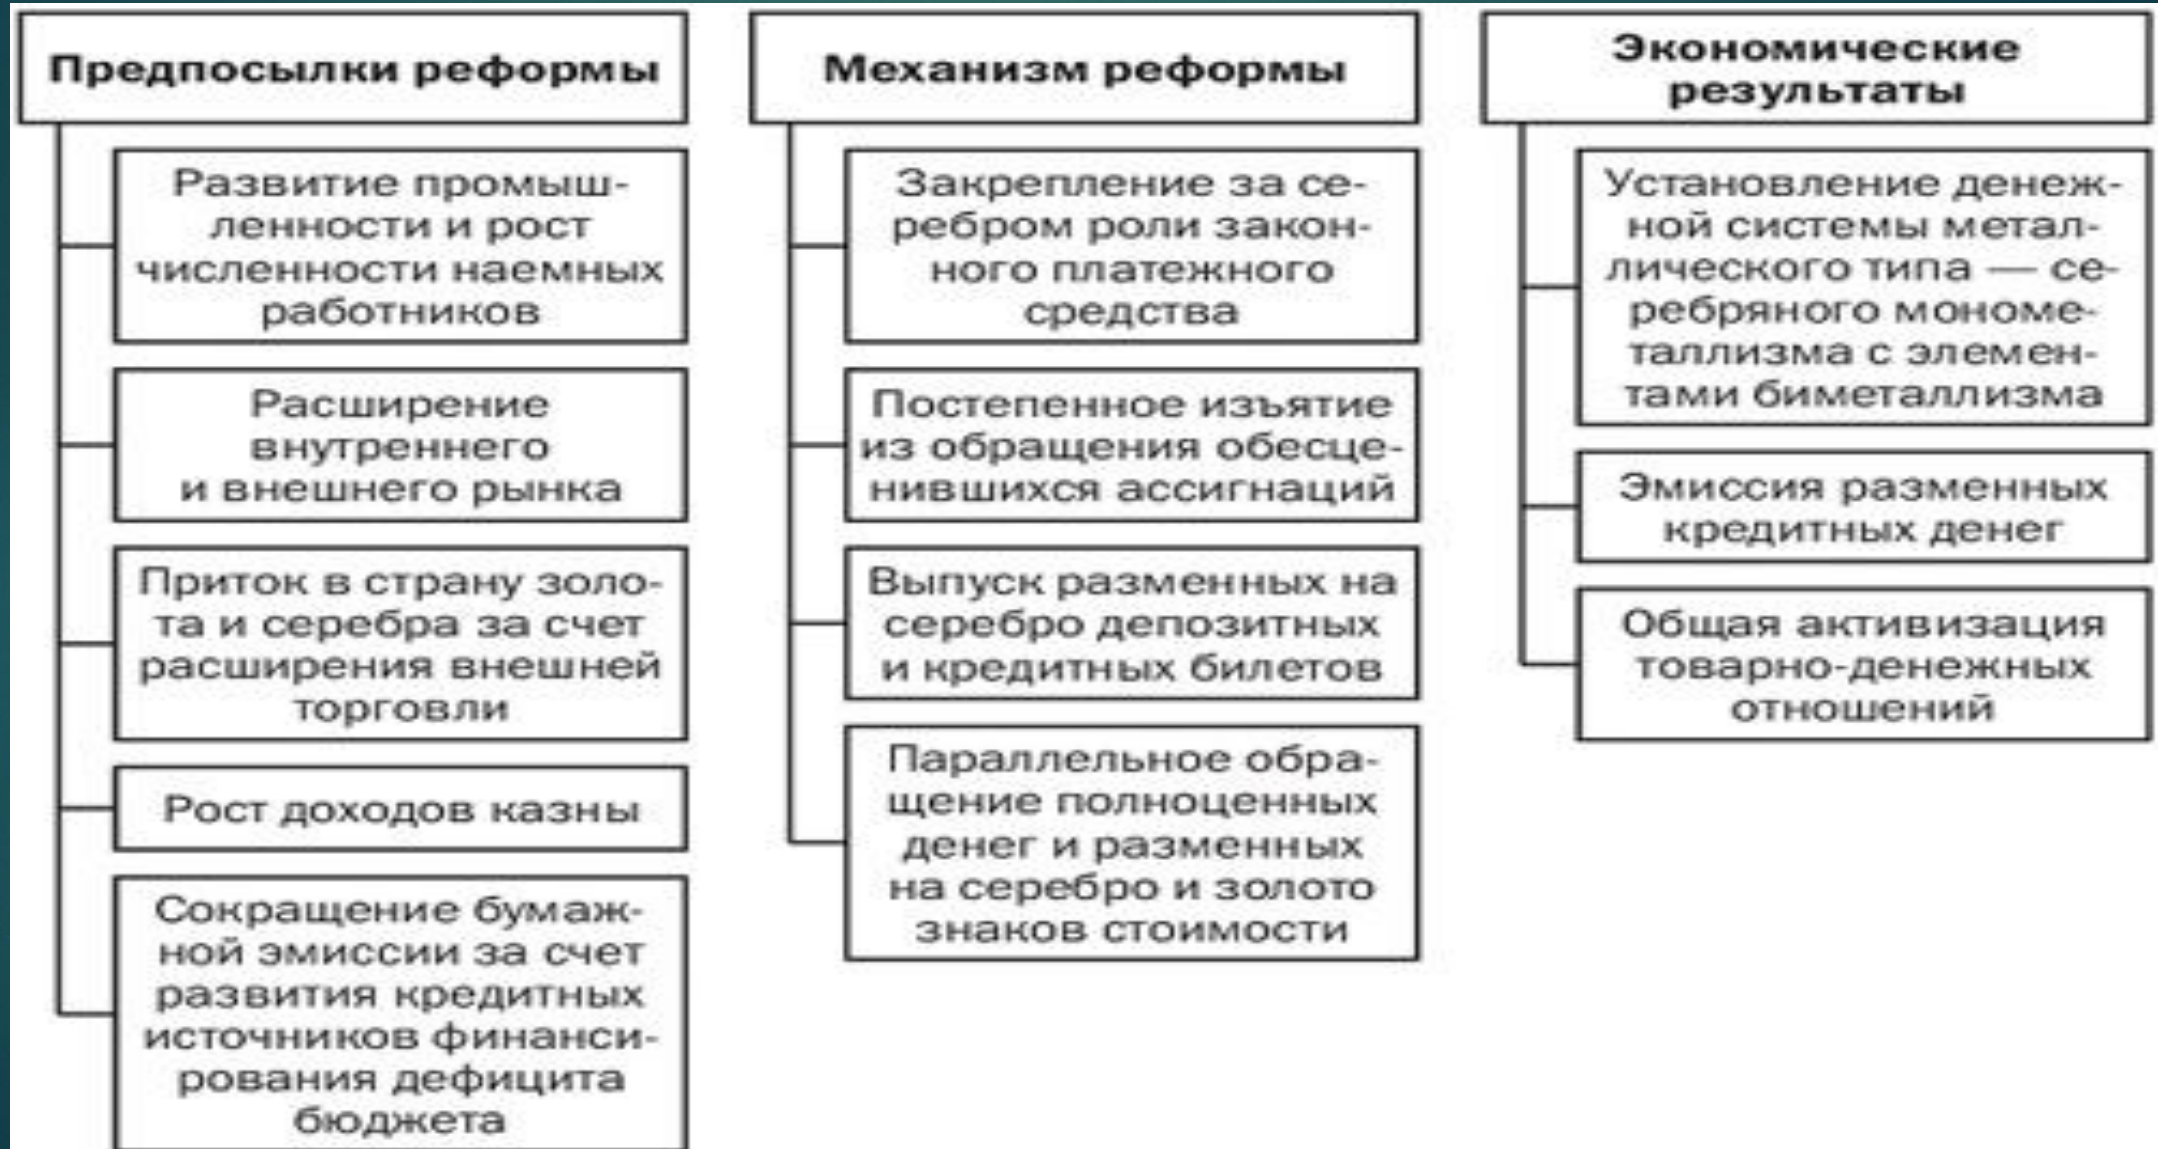 Предпосылки реформы
Развитие промыш-
ленности и рост
численности наемных
работников
Расширение
внутреннего
и внешнего рынка
Приток в страну золо-
та и серебра за счет
расширения внешней
торговли
Рост доходов казны
Сокращение бумаж-
ной эмиссии за счет
развития кредитных
источников финанси-
рования дефицита
бюджета
Механизм реформы
Закрепление за се-
ребром роли закон-
ного платежного
средства
Постепенное изъятие
из обращения обесце-
нившихся ассигнаций
Выпуск разменных на
серебро депозитных
и кредитных билетов
Параллельное обра-
щение полноценных
денег и разменных
на серебро и золото
знаков стоимости
Экономические
результаты
Установление денеж-
ной системы метал-
лического типа — се-
ребряного мономе-
таллизма с элемен-
тами биметаллизма
Эмиссия разменных
кредитных денег
Общая активизация
товарно-денежных
отношений